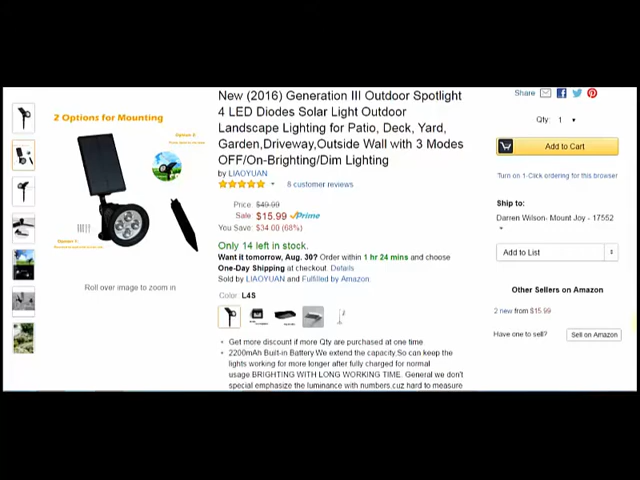 New (2016) Generation III Outdoor Spotlight
4 LED Diodes Solar Light Outdoor
Landscape Lighting for Patio, Deck, Yard,
Garden,Driveway,Outside Wall with 3 Modes
OFF/On-Brighting/Dim Lighting
by LIAOYUAN
8 customer reviews
Price: $49.99
Sale: $15.99 Prime
You Save: $34.00 (68%)
Only 14 left in stock.
Want it tomorrow, Aug. 30? Order within 1 hr 24 mins and choose
One-Day Shipping at checkout. Details
Sold by LIAOYUAN and Fulfilled by Amazon.
Color: L4S
• Get more discount if more Qty are purchased at one time
• 2200mAh Built-in Battery We extend the capacity,So can keep the
lights working for more longer after fully charged for normal
usage BRIGHTING WITH LONG WORKING TIME. General we don't
special emphasize the luminance with numbers.cuz hard to measure
2 Options for Mounting
Roll over image to zoom in
Share
Qty: 1
Add to Cart
Turn on 1-Click ordering for this browser
Ship to:
Darren Wilson- Mount Joy - 17552
Add to List
Other Sellers on Amazon
2 new from $15.99
Have one to sell?
Sell on Amazon